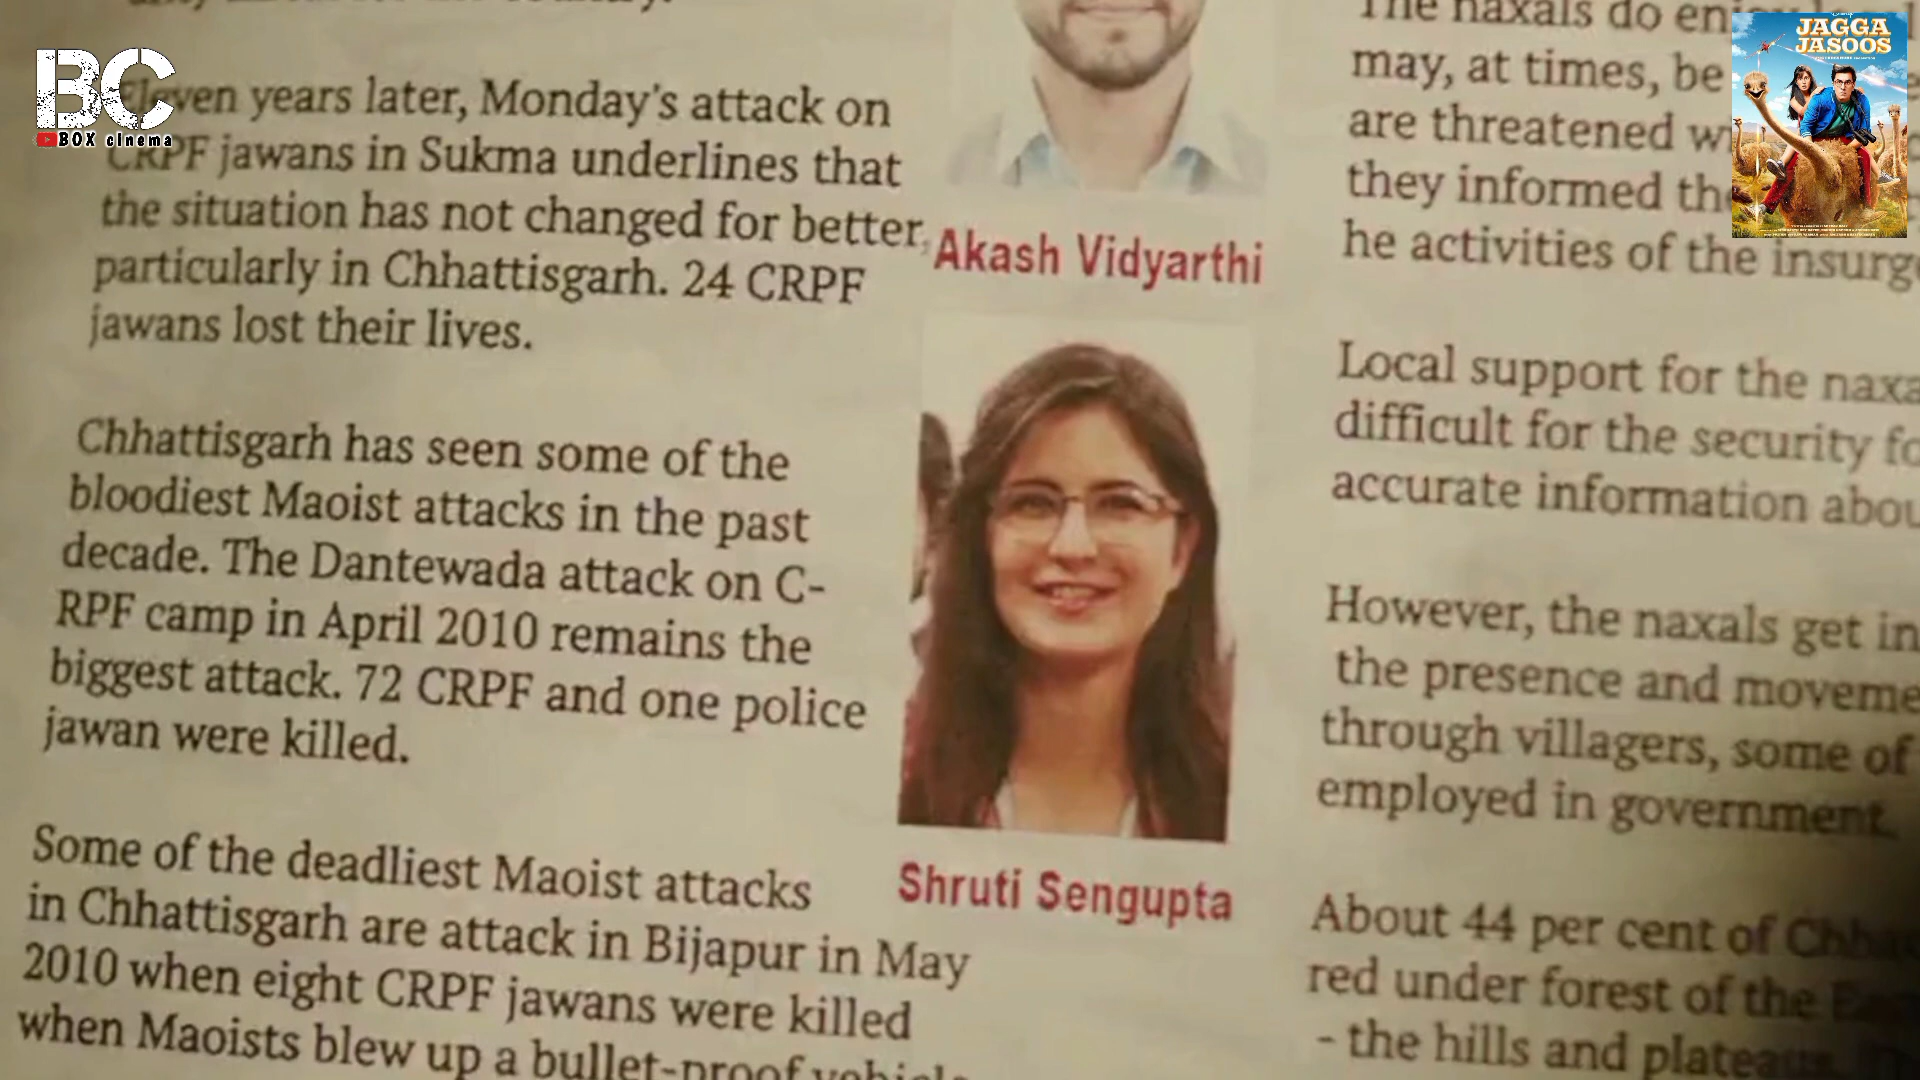 BC
BOX cinema
JAGGA
JASOOS
Eleven years later, Monday's attack on
CRPF jawans in Sukma underlines that
the situation has not changed for better,
particularly in Chhattisgarh. 24 CRPF
jawans lost their lives.
Chhattisgarh has seen some of the
bloodiest Maoist attacks in the past
decade. The Dantewada attack on C-
RPF camp in April 2010 remains the
biggest attack. 72 CRPF and one police
jawan were killed.
Some of the deadliest Maoist attacks
in Chhattisgarh are attack in Bijapur in May
2010 when eight CRPF jawans were killed
when Maoists blew up a bullet-proof vehicle
Akash Vidyarthi
Shruti Sengupta
The naxals do
may, at times, be
are threatened
they informed
he activities of the insurg
Local support for the naxa
difficult for the security fo
accurate information abou
However, the naxals get in
the presence and moveme
through villagers, some of
employed in government.
About 44 per cent of
red under forest of the
- the hills and plateau